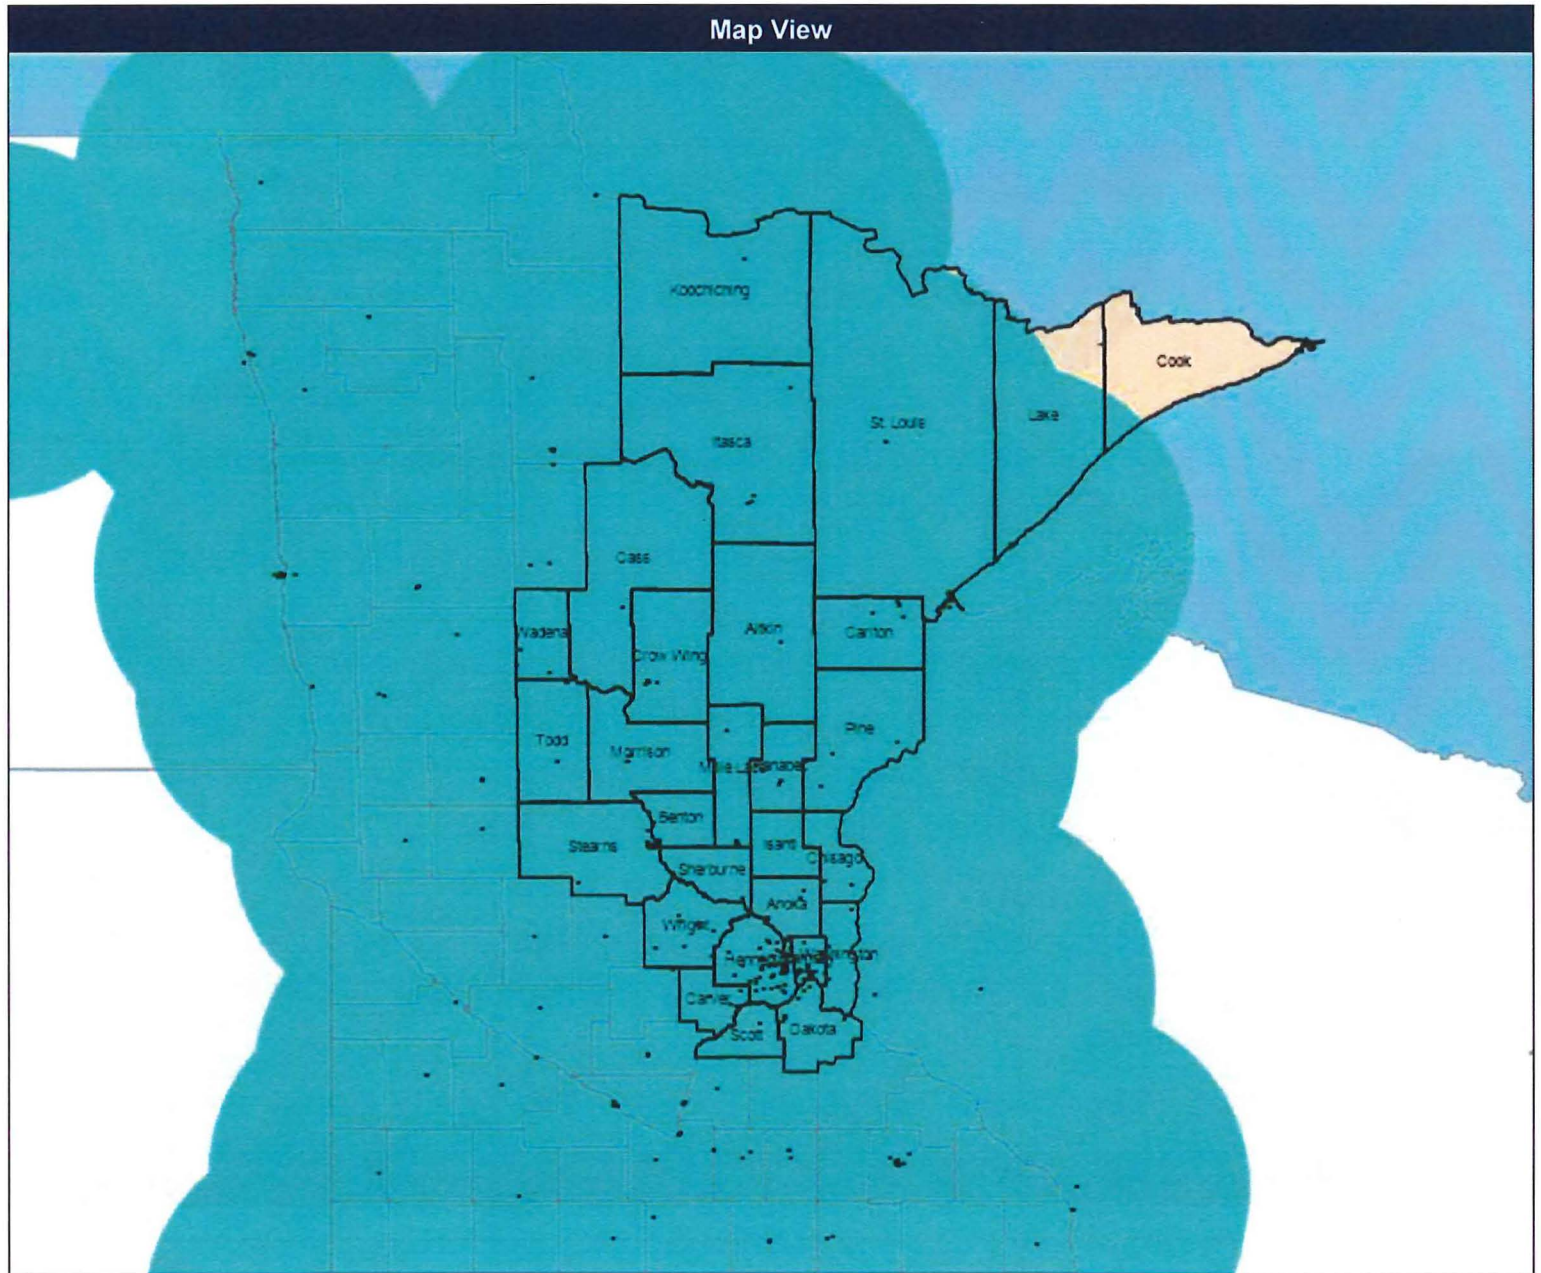 Map View
Koochiching
Cook
Lake
St. Louis
Itasca
Cass
Wadena
Aitkin
Carlton
Crow Wing
Pine
Todd
Morrison
Mille Lacs
Kanabec
Benton
Isanti
Stearns
Chisago
Sherburne
Anoka
Wright
Hennepin
Washington
Carver
Scott
Dakota